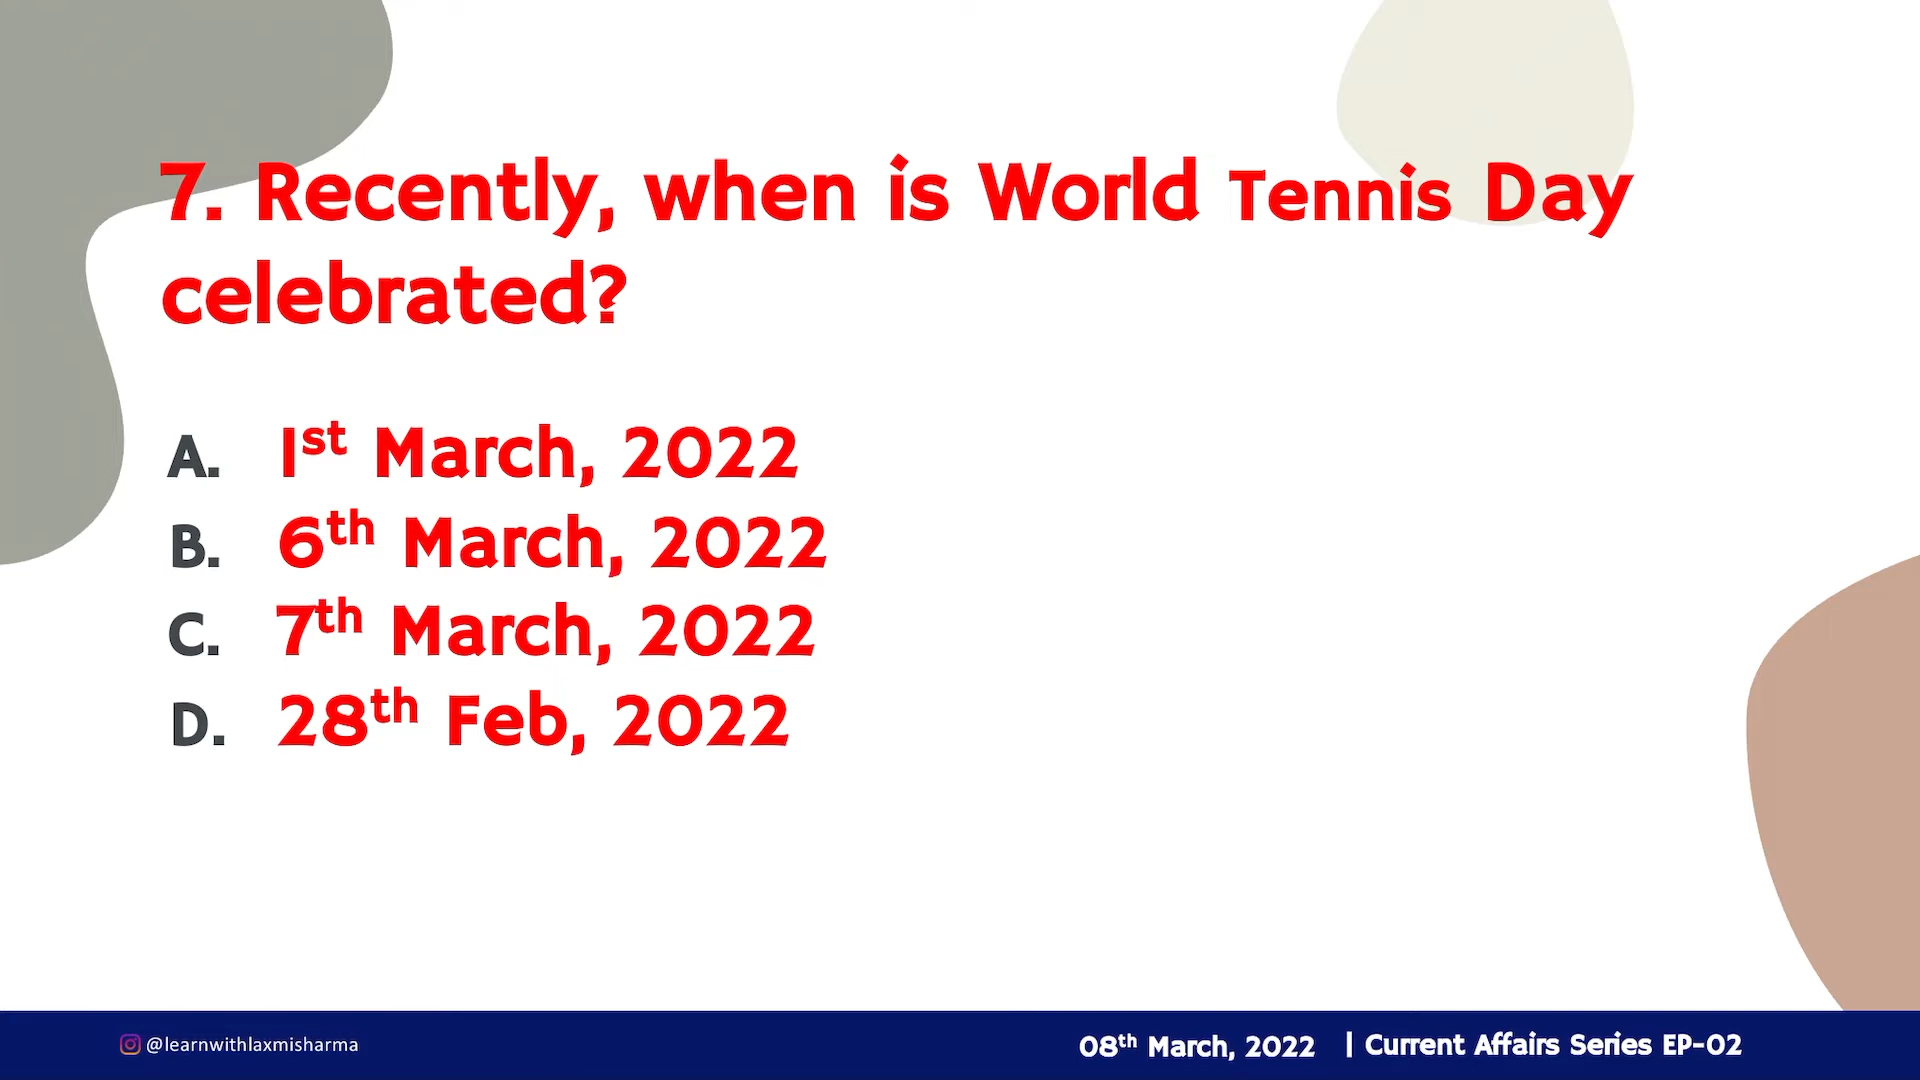 7. Recently, when is World Tennis Day
celebrated?
A. 1st March, 2022
B. 6th March, 2022
C. 7th March, 2022
D. 28th Feb, 2022
@learnwithlaxmisharma
08th March, 2022 | Current Affairs Series EP-02